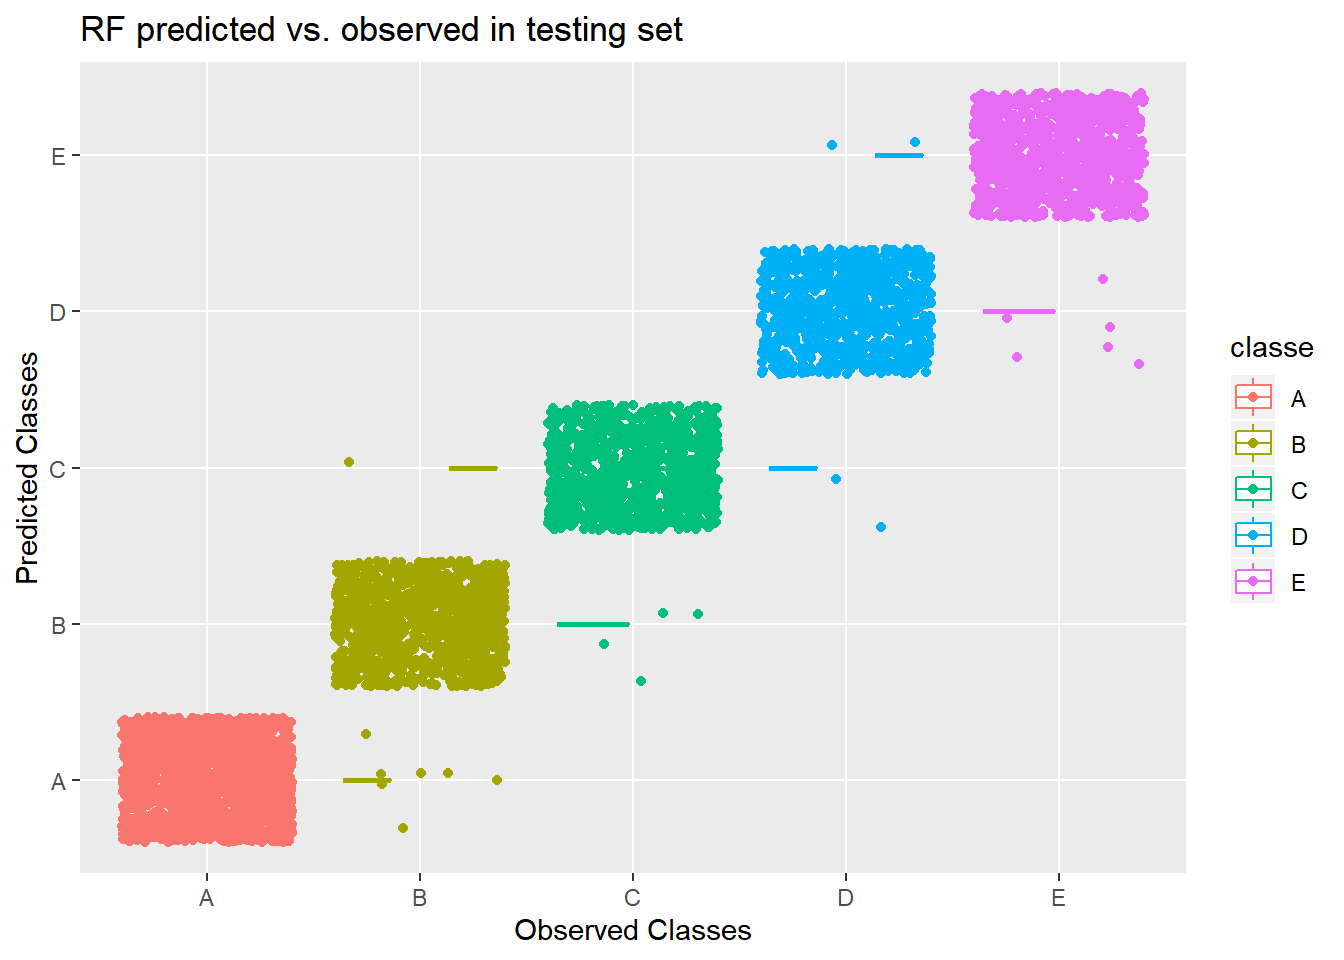 RF predicted vs. observed in testing set
Predicted Classes
E
D
C
B
A
A B C D E
Observed Classes
classe
A
B
C
D
E